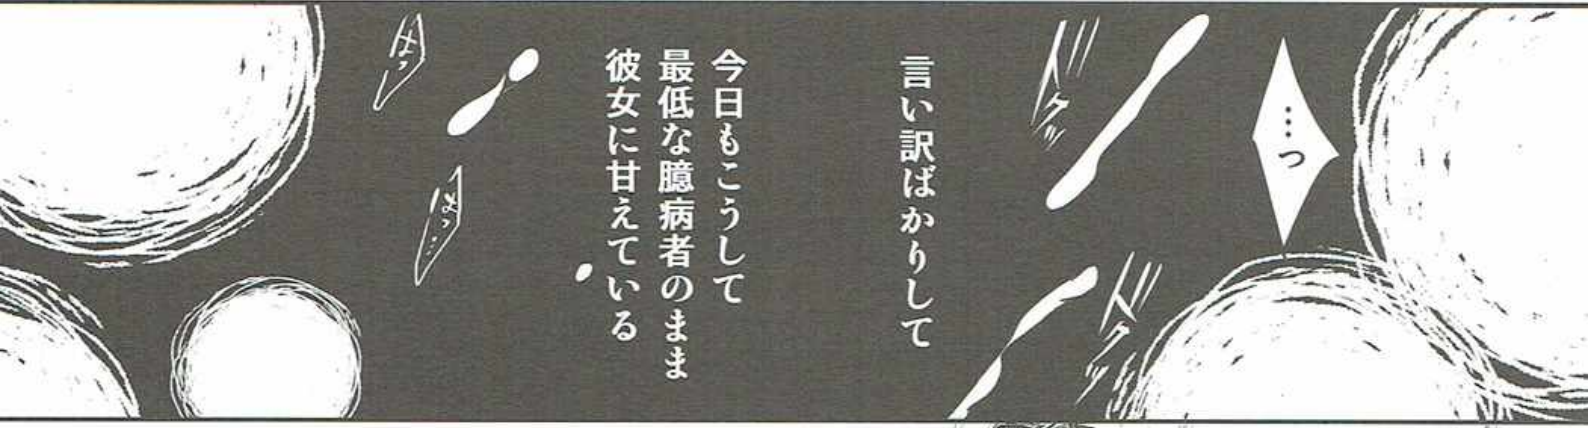 …っ
ドクッ
ドクッ
言い訳ばかりして
今日もこうして
最低な臆病者のまま
彼女に甘えている
はっ
はっ…